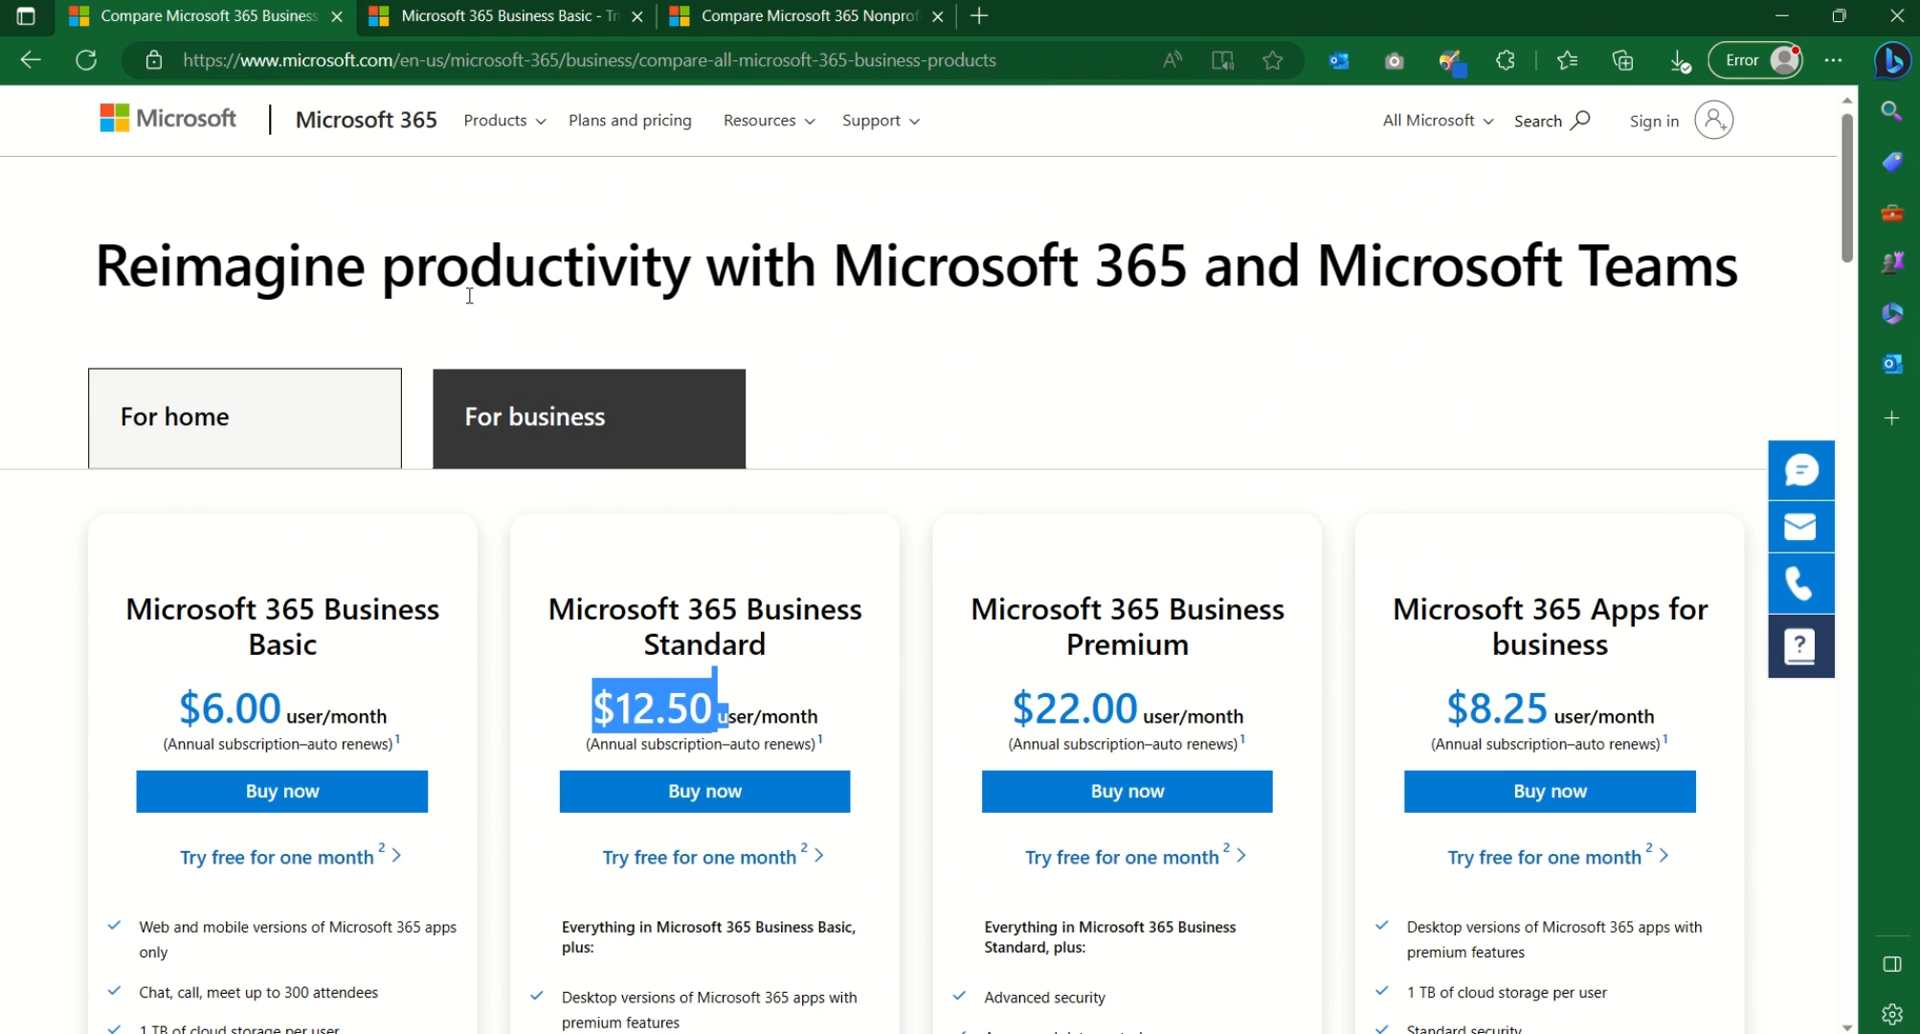 Compare Microsoft 365 Business
Microsoft 365 Business Basic - Tr
Compare Microsoft 365 Nonprof
https://www.microsoft.com/en-us/microsoft-365/business/compare-all-microsoft-365-business-products
Error
Microsoft
Microsoft 365
Products
Plans and pricing
Resources
Support
All Microsoft
Search
Sign in
Reimagine productivity with Microsoft 365 and Microsoft Teams
For home
For business
Microsoft 365 Business
Basic
$6.00 user/month
(Annual subscription–auto renews)1
Buy now
Try free for one month 2
Web and mobile versions of Microsoft 365 apps
only
Chat, call, meet up to 300 attendees
1 TB of cloud storage per user
Microsoft 365 Business
Standard
$12.50 user/month
(Annual subscription–auto renews)1
Buy now
Try free for one month 2
Everything in Microsoft 365 Business Basic,
plus:
Desktop versions of Microsoft 365 apps with
premium features
Microsoft 365 Business
Premium
$22.00 user/month
(Annual subscription–auto renews)1
Buy now
Try free for one month 2
Everything in Microsoft 365 Business
Standard, plus:
Advanced security
Microsoft 365 Apps for
business
$8.25 user/month
(Annual subscription–auto renews)1
Buy now
Try free for one month 2
Desktop versions of Microsoft 365 apps with
premium features
1 TB of cloud storage per user
Standard security